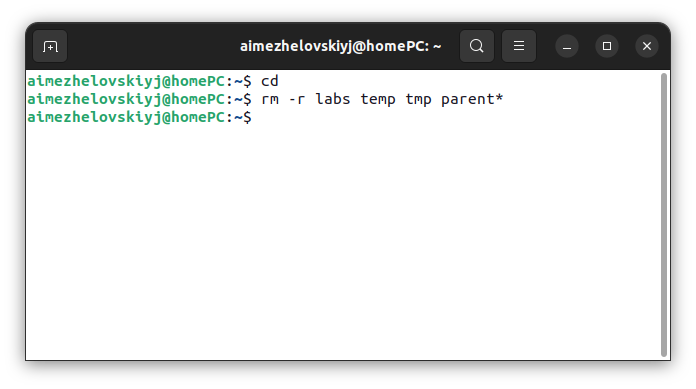 aimezhelovskiyj@homePC: ~
aimezhelovskiyj@homePC:~$ cd
aimezhelovskiyj@homePC:~$ rm -r labs temp tmp parent*
aimezhelovskiyj@homePC:~$